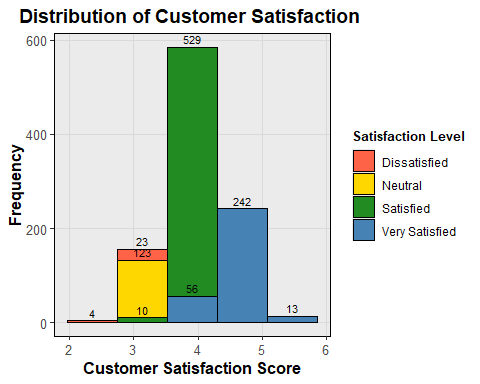 Distribution of Customer Satisfaction
529
600
400
Frequency
242
200
23
123
56
4
10
13
0
2
3
4
5
6
Customer Satisfaction Score
Satisfaction Level
Dissatisfied
Neutral
Satisfied
Very Satisfied